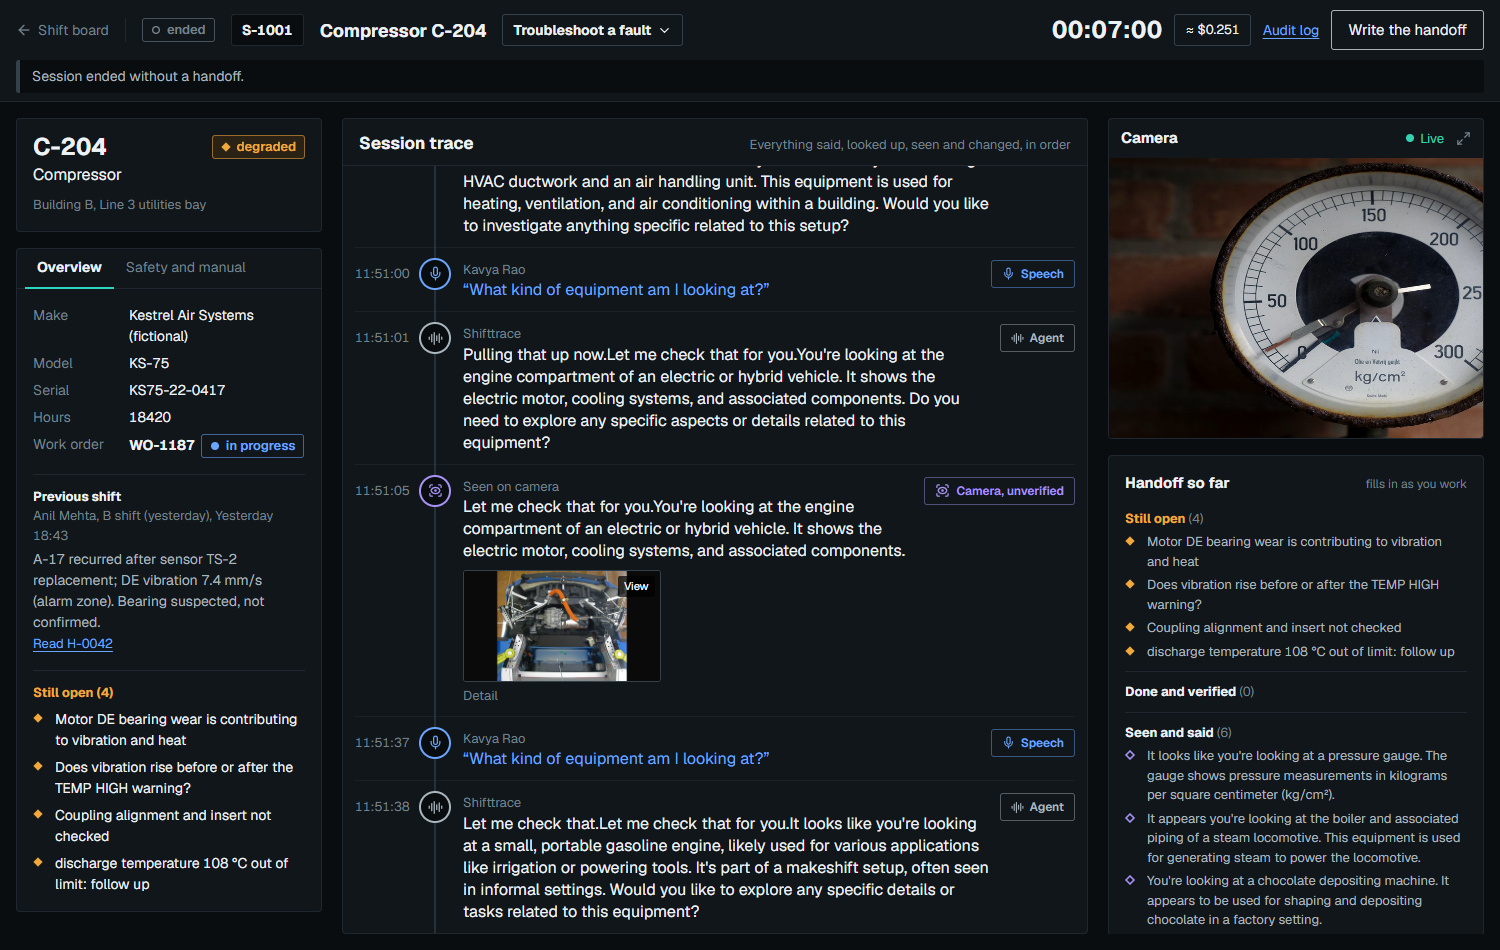 Shift board
ended
S-1001
Compressor C-204
Troubleshoot a fault
00:07:00
≈ $0.251
Audit log
Write the handoff
Session ended without a handoff.
C-204
degraded
Compressor
Building B, Line 3 utilities bay
Overview
Safety and manual
Make
Kestrel Air Systems
(fictional)
Model
KS-75
Serial
KS75-22-0417
Hours
18420
Work order
WO-1187
in progress
Previous shift
Anil Mehta, B shift (yesterday), Yesterday
18:43
A-17 recurred after sensor TS-2
replacement; DE vibration 7.4 mm/s
(alarm zone). Bearing suspected, not
confirmed.
Read H-0042
Still open (4)
Motor DE bearing wear is contributing
to vibration and heat
Does vibration rise before or after the
TEMP HIGH warning?
Coupling alignment and insert not
checked
discharge temperature 108 °C out of
limit: follow up
Session trace
Everything said, looked up, seen and changed, in order
HVAC ductwork and an air handling unit. This equipment is used for
heating, ventilation, and air conditioning within a building. Would you like
to investigate anything specific related to this setup?
11:51:00
Kavya Rao
Speech
“What kind of equipment am I looking at?”
11:51:01
Shifttrace
Agent
Pulling that up now.Let me check that for you.You're looking at the
engine compartment of an electric or hybrid vehicle. It shows the
electric motor, cooling systems, and associated components. Do you
need to explore any specific aspects or details related to this
equipment?
11:51:05
Seen on camera
Camera, unverified
Let me check that for you.You're looking at the engine
compartment of an electric or hybrid vehicle. It shows the
electric motor, cooling systems, and associated components.
View
Detail
11:51:37
Kavya Rao
Speech
“What kind of equipment am I looking at?”
11:51:38
Shifttrace
Agent
Let me check that.Let me check that for you.It looks like you're looking
at a small, portable gasoline engine, likely used for various applications
like irrigation or powering tools. It's part of a makeshift setup, often seen
in informal settings. Would you like to explore any specific details or
tasks related to this equipment?
Camera
Live
0
50
100
150
200
25
300
kg/cm²
Handoff so far
fills in as you work
Still open (4)
Motor DE bearing wear is contributing to vibration
and heat
Does vibration rise before or after the TEMP HIGH
warning?
Coupling alignment and insert not checked
discharge temperature 108 °C out of limit: follow up
Done and verified (0)
Seen and said (6)
It looks like you're looking at a pressure gauge. The
gauge shows pressure measurements in kilograms
per square centimeter (kg/cm²).
It appears you're looking at the boiler and associated
piping of a steam locomotive. This equipment is used
for generating steam to power the locomotive.
You're looking at a chocolate depositing machine. It
appears to be used for shaping and depositing
chocolate in a factory setting.